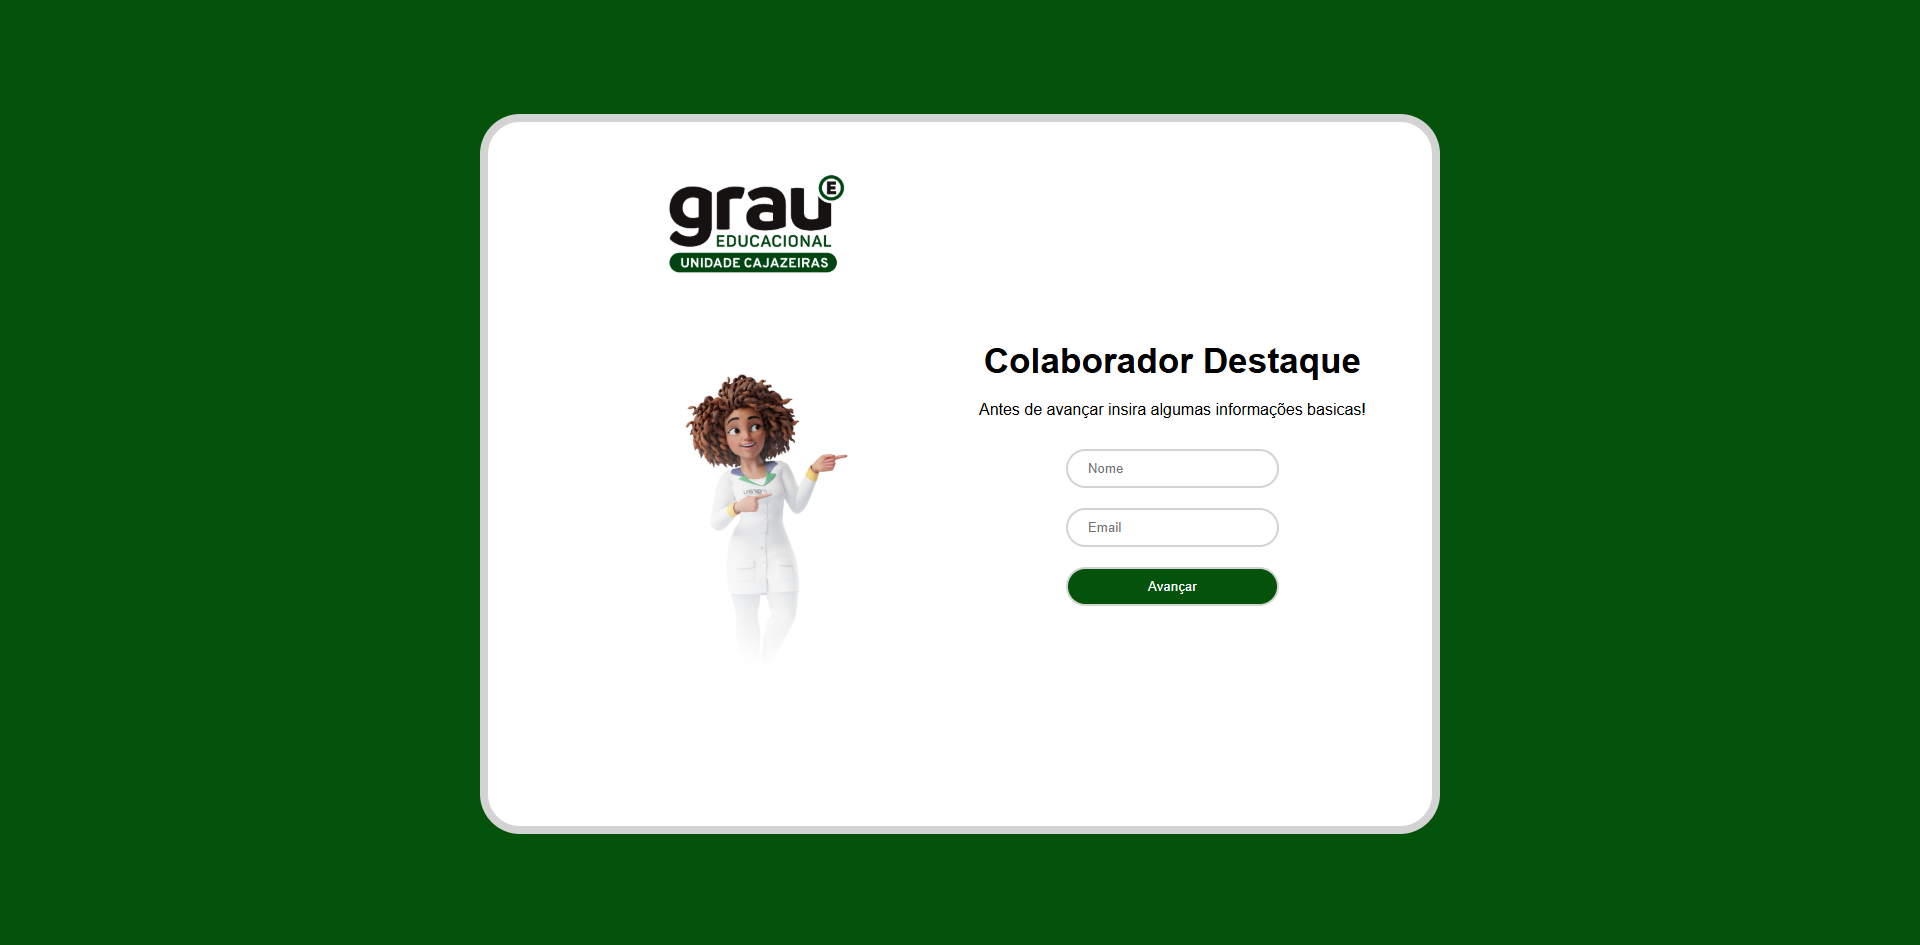 grau E
EDUCACIONAL
UNIDADE CAJAZEIRAS
Colaborador Destaque
Antes de avançar insira algumas informações basicas!
Nome
Email
Avançar